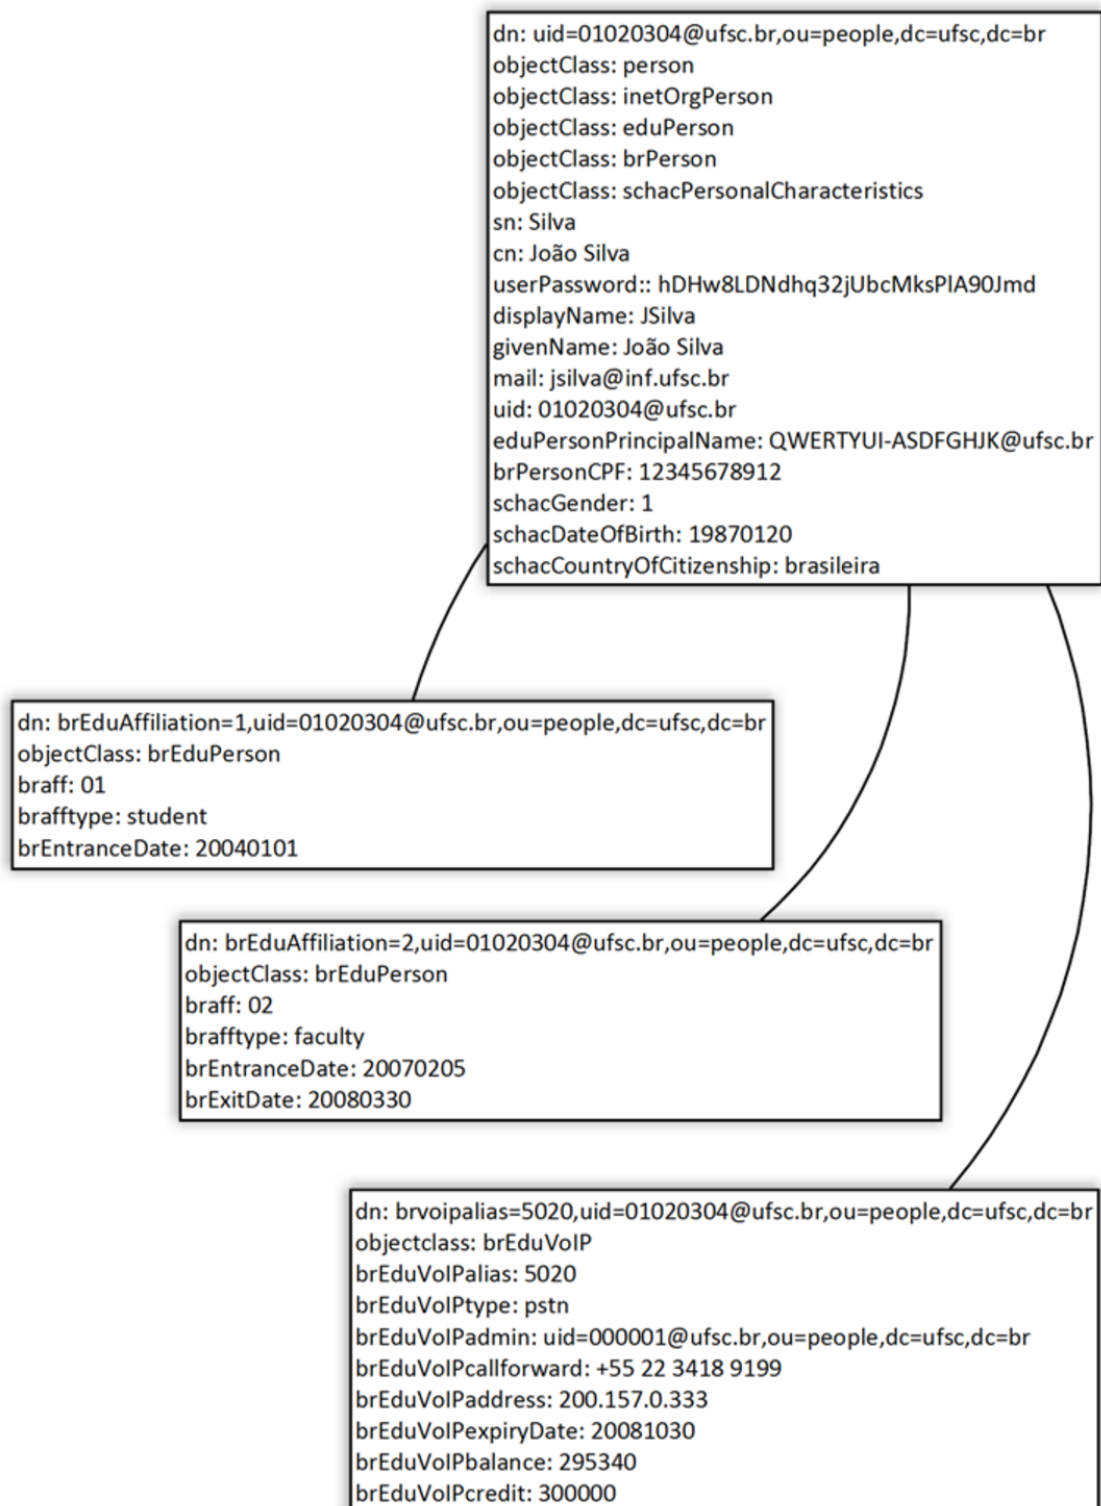 dn: uid=01020304@ufsc.br,ou=people,dc=ufsc,dc=br
objectClass: person
objectClass: inetOrgPerson
objectClass: eduPerson
objectClass: brPerson
objectClass: schacPersonalCharacteristics
sn: Silva
cn: João Silva
userPassword:: hDHw8LDNdhq32jUbcMksPlA90Jmd
displayName: JSilva
givenName: João Silva
mail: jsilva@inf.ufsc.br
uid: 01020304@ufsc.br
eduPersonPrincipalName: QWERTYUI-ASDFGHJK@ufsc.br
brPersonCPF: 12345678912
schacGender: 1
schacDateOfBirth: 19870120
schacCountryOfCitizenship: brasileira
dn: brEduAffiliation=1,uid=01020304@ufsc.br,ou=people,dc=ufsc,dc=br
objectClass: brEduPerson
braff: 01
brafftype: student
brEntranceDate: 20040101
dn: brEduAffiliation=2,uid=01020304@ufsc.br,ou=people,dc=ufsc,dc=br
objectClass: brEduPerson
braff: 02
brafftype: faculty
brEntranceDate: 20070205
brExitDate: 20080330
dn: brvoipalias=5020,uid=01020304@ufsc.br,ou=people,dc=ufsc,dc=br
objectclass: brEduVoIP
brEduVoIPalias: 5020
brEduVoIPtype: pstn
brEduVoIPadmin: uid=000001@ufsc.br,ou=people,dc=ufsc,dc=br
brEduVoIPcallforward: +55 22 3418 9199
brEduVoIPaddress: 200.157.0.333
brEduVoIPexpiryDate: 20081030
brEduVoIPbalance: 295340
brEduVoIPcredit: 300000